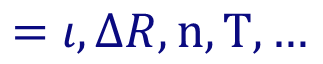 = ι, ΔR, n, T, …